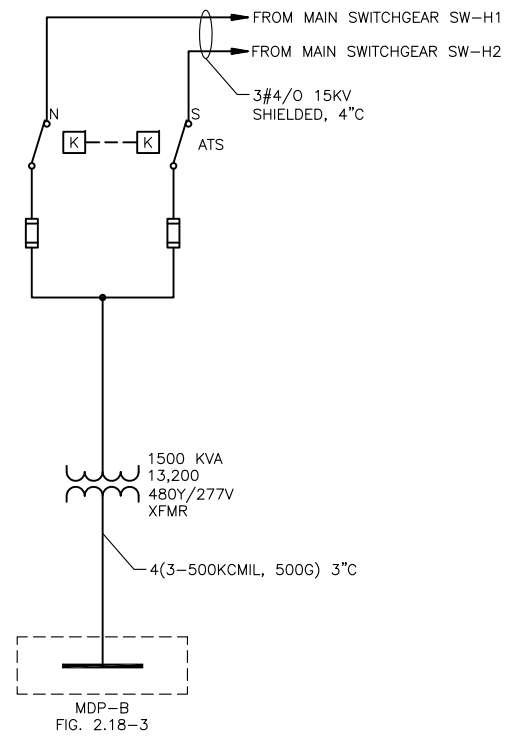 FROM MAIN SWITCHGEAR SW-H1
FROM MAIN SWITCHGEAR SW-H2
3#4/0 15KV
SHIELDED, 4"C
N
S
K
K
ATS
1500 KVA
13,200
480Y/277V
XFMR
4(3-500KCMIL, 500G) 3"C
MDP-B
FIG. 2.18-3